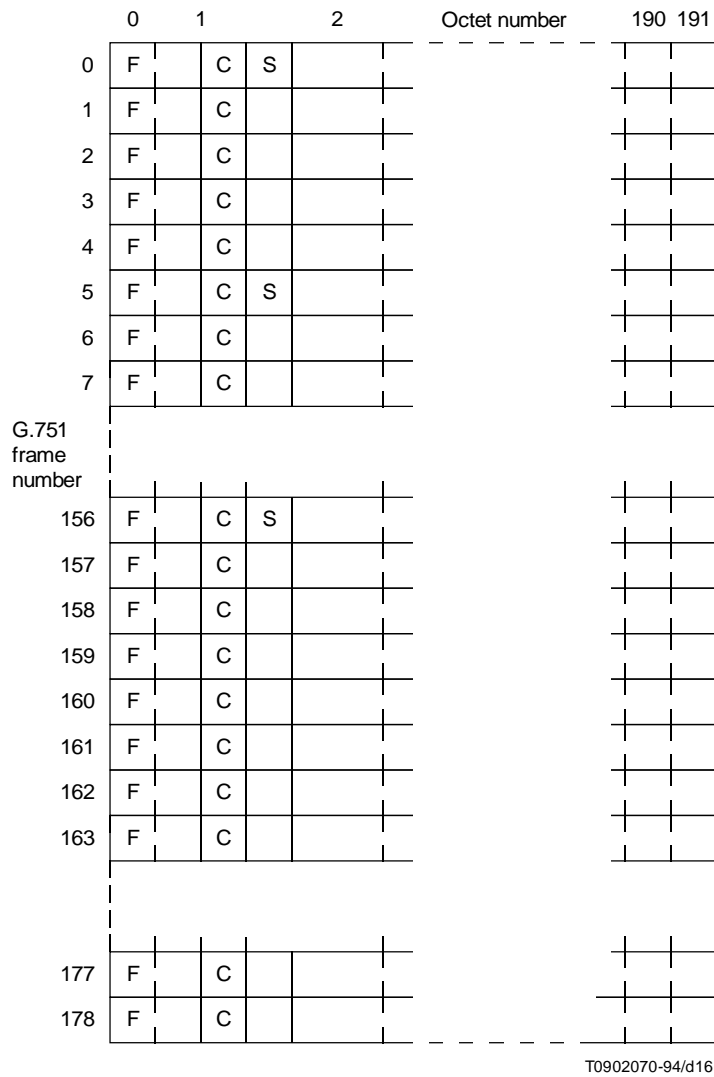 0 1 2 Octet number 190 191
0 F C S
1 F C
2 F C
3 F C
4 F C
5 F C S
6 F C
7 F C
G.751
frame
number
156 F C S
157 F C
158 F C
159 F C
160 F C
161 F C
162 F C
163 F C
177 F C
178 F C
T0902070-94/d16